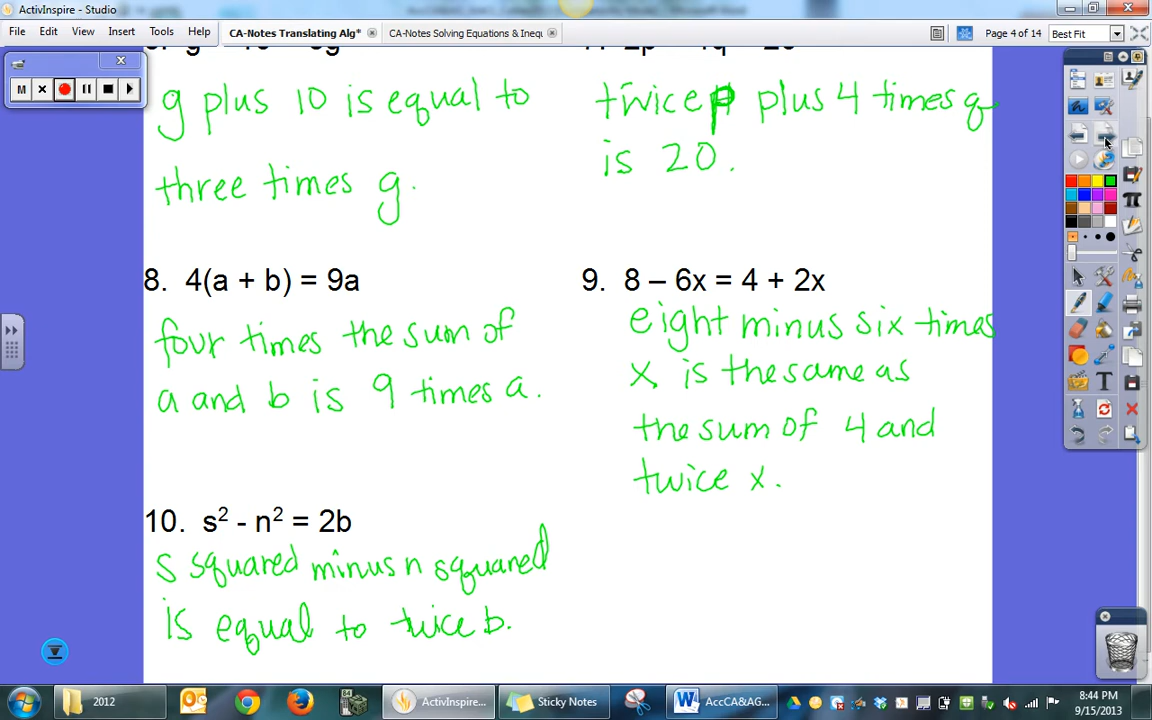 ActivInspire - Studio
File Edit View Insert Tools Help
CA-Notes Translating Alg*
CA-Notes Solving Equations & Inequ
Page 4 of 14
Best Fit
M
g plus 10 is equal to
three times g.
twice p plus 4 times q
is 20.
8. 4(a + b) = 9a
four times the sum of
a and b is 9 times a.
9. 8 – 6x = 4 + 2x
eight minus six times
x is the same as
the sum of 4 and
twice x.
10. s² - n² = 2b
s squared minus n squared
is equal to twice b.
2012
ActivInspire...
Sticky Notes
AccCA&AG...
8:44 PM
9/15/2013